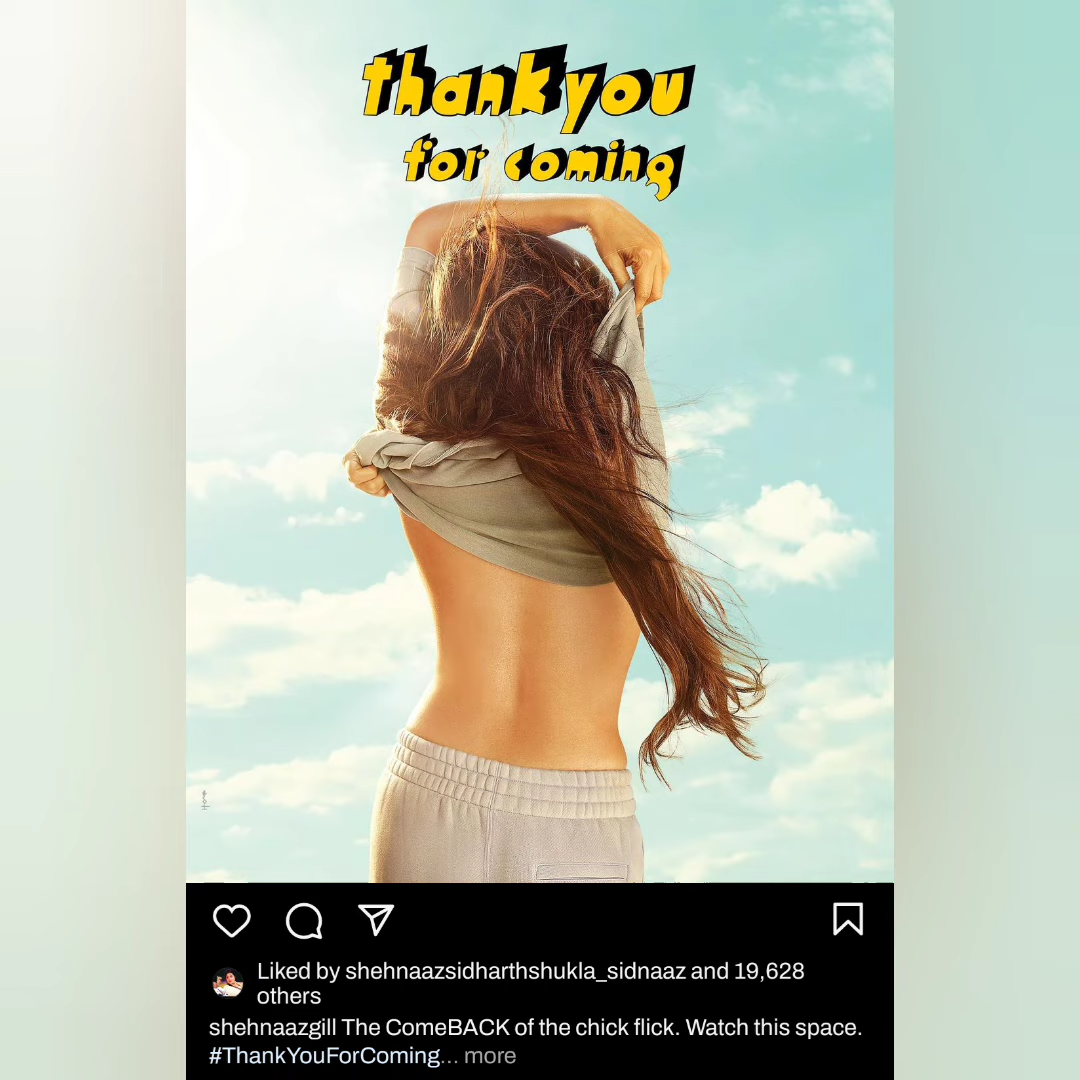 thank you
for coming
Liked by shehnaazsidharthshukla_sidnaaz and 19,628
others
shehnaazgill The ComeBACK of the chick flick. Watch this space.
#ThankYouForComing... more